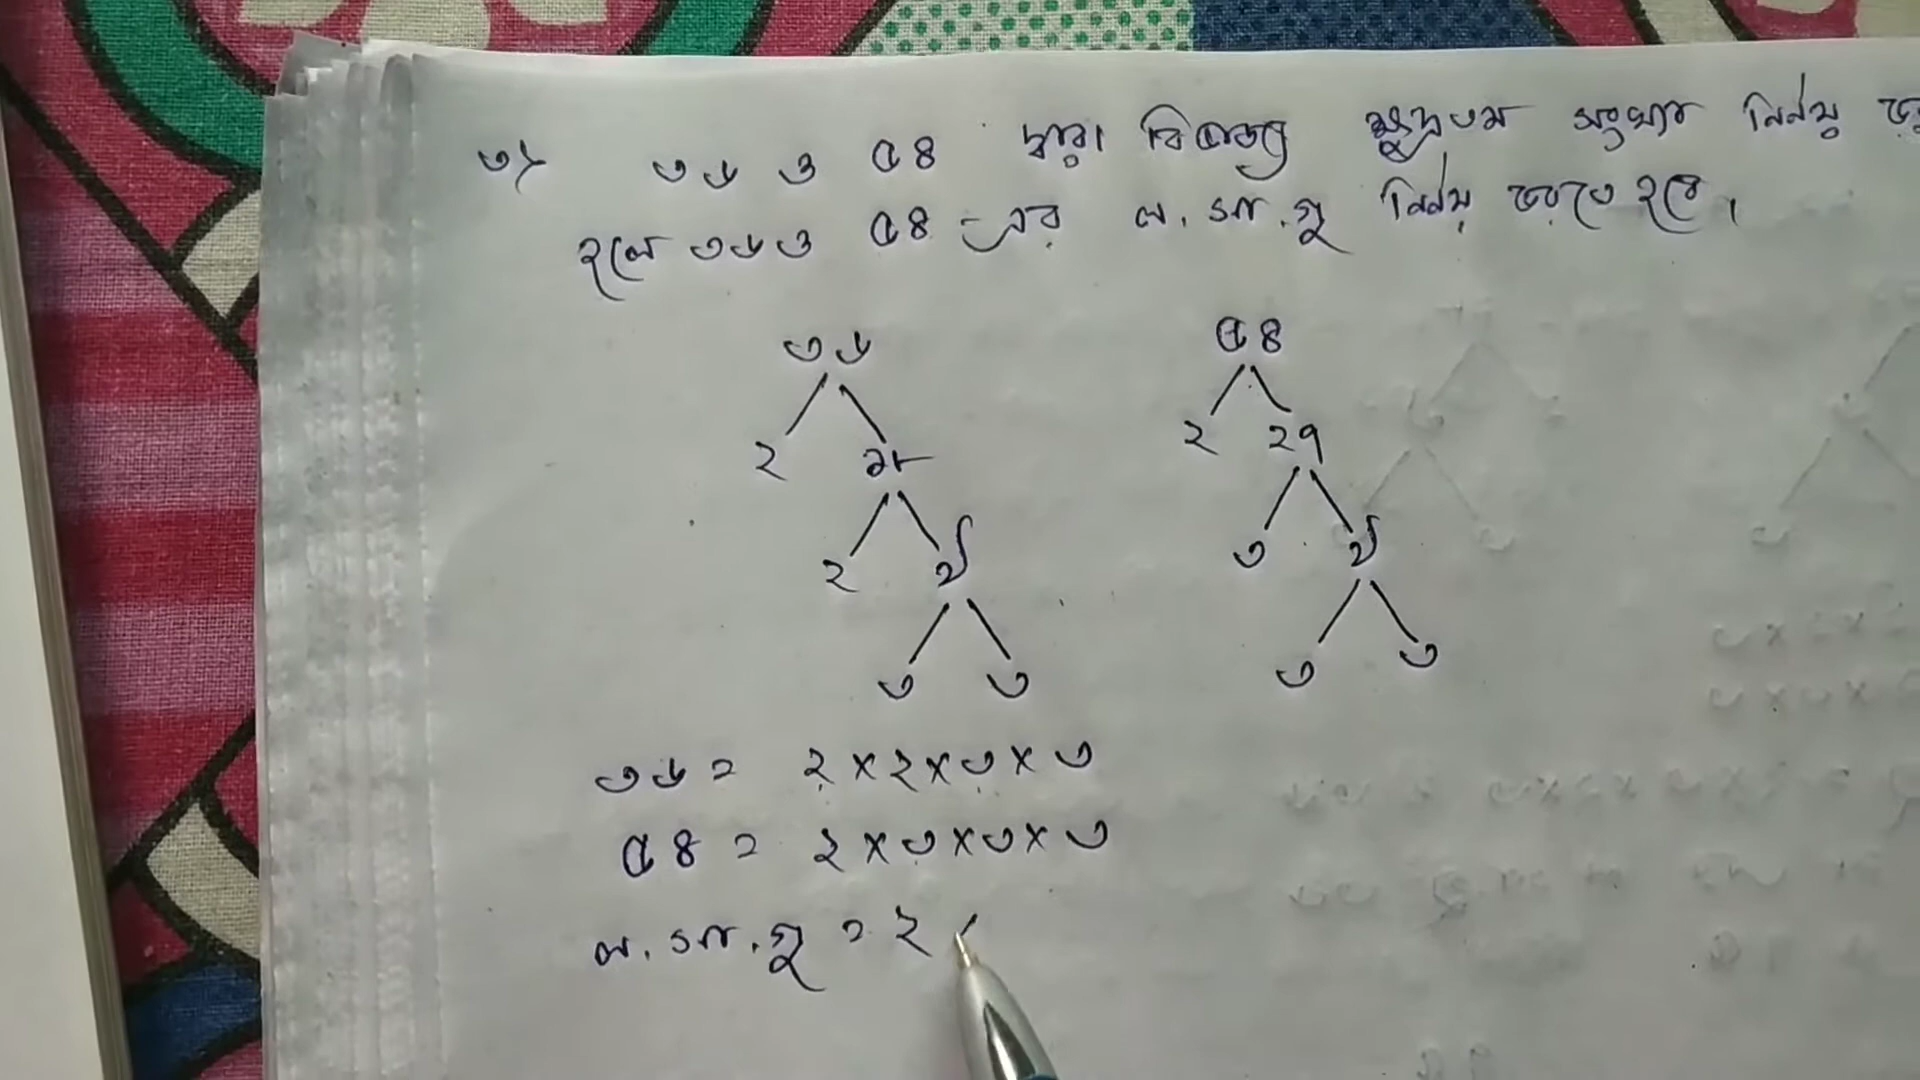 ৩। ৩৬ ও ৫৪ দ্বারা বিভাজ্য ক্ষুদ্রতম সংখ্যা নির্ণয়
হলে ৩৬ ও ৫৪ -এর ল.সা.গু নির্ণয় করতে হবে।
৩৬ ৫৪
২ ১৮ ২ ২৭
২ ৯ ৩ ৯
৩ ৩ ৩ ৩
৩৬ = ২×২×৩×৩
৫৪ = ২×৩×৩×৩
ল.সা.গু = ২